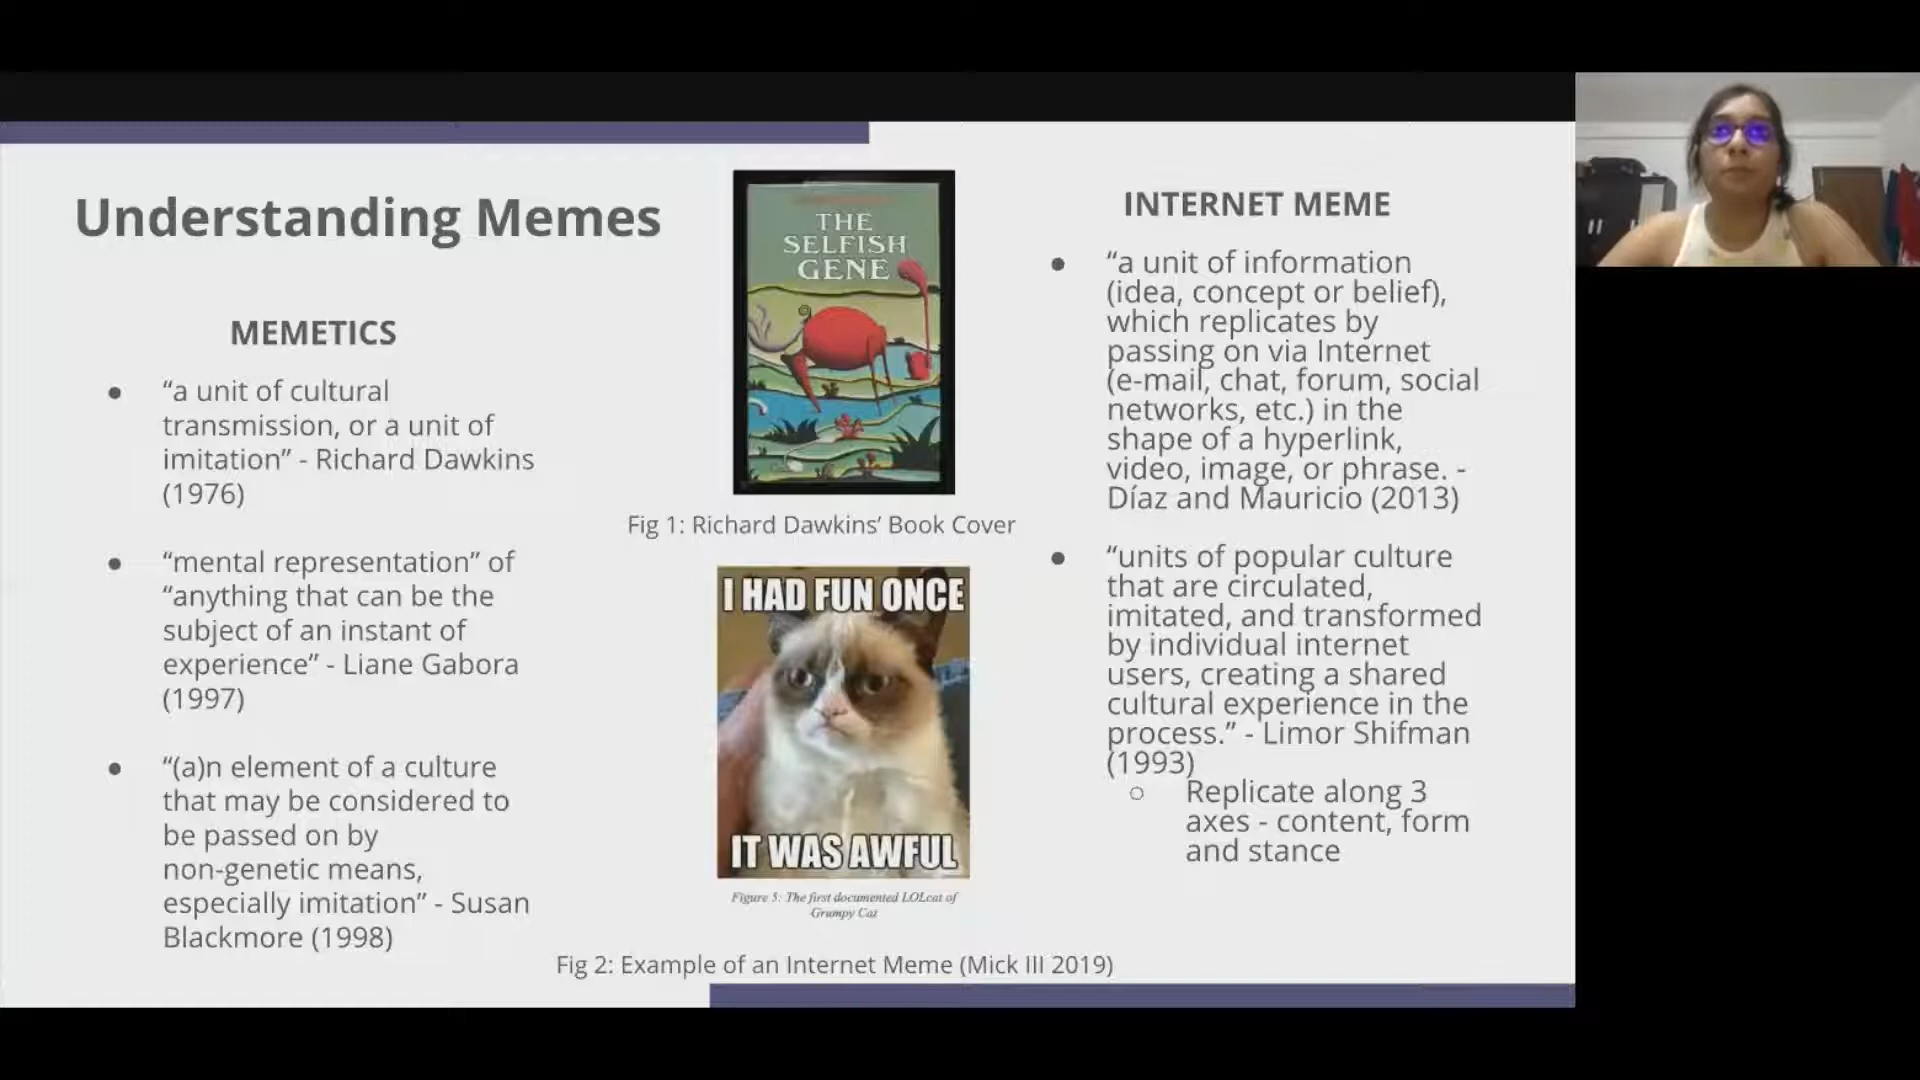 Understanding Memes
MEMETICS
● “a unit of cultural
transmission, or a unit of
imitation” - Richard Dawkins
(1976)
● “mental representation” of
“anything that can be the
subject of an instant of
experience” - Liane Gabora
(1997)
● “(a)n element of a culture
that may be considered to
be passed on by
non-genetic means,
especially imitation” - Susan
Blackmore (1998)
THE
SELFISH
GENE
Fig 1: Richard Dawkins’ Book Cover
I HAD FUN ONCE
IT WAS AWFUL
Figure 5: The first documented LOLcat of
Grumpy Cat
Fig 2: Example of an Internet Meme (Mick III 2019)
INTERNET MEME
● “a unit of information
(idea, concept or belief),
which replicates by
passing on via Internet
(e-mail, chat, forum, social
networks, etc.) in the
shape of a hyperlink,
video, image, or phrase. -
Díaz and Mauricio (2013)
● “units of popular culture
that are circulated,
imitated, and transformed
by individual internet
users, creating a shared
cultural experience in the
process.” - Limor Shifman
(1993)
○ Replicate along 3
axes - content, form
and stance